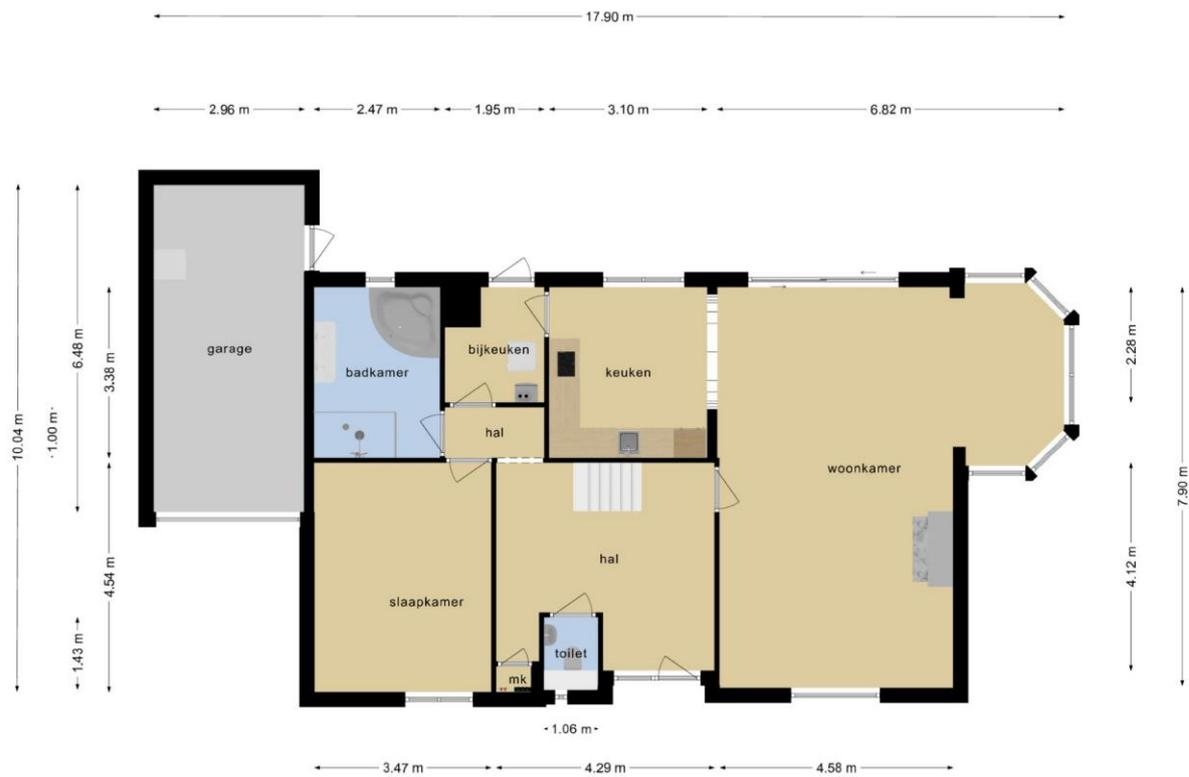 17.90 m
2.96 m
2.47 m
1.95 m
3.10 m
6.82 m
garage
badkamer
bijkeuken
keuken
hal
woonkamer
hal
slaapkamer
toilet
mk
10.04 m
1.00 m
6.48 m
1.43 m
3.38 m
4.54 m
2.28 m
4.12 m
7.90 m
1.06 m
3.47 m
4.29 m
4.58 m